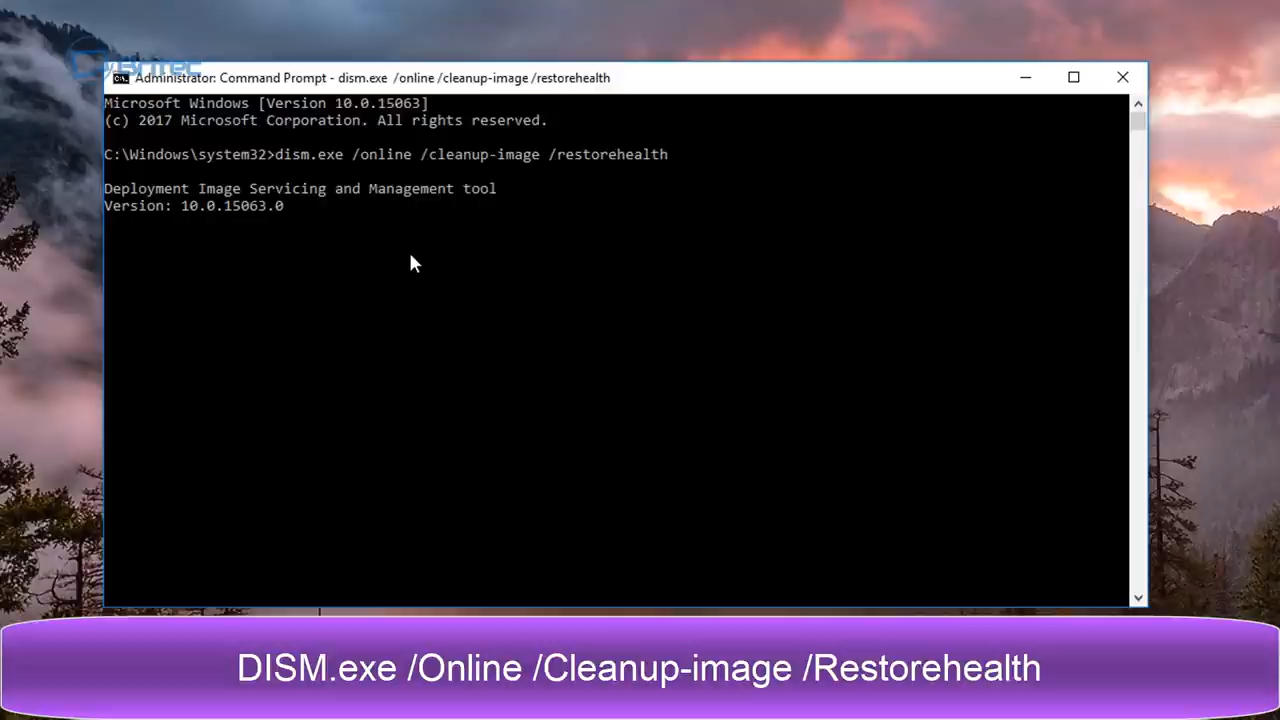 Administrator: Command Prompt - dism.exe /online /cleanup-image /restorehealth
Microsoft Windows [Version 10.0.15063]
(c) 2017 Microsoft Corporation. All rights reserved.
C:\Windows\system32>dism.exe /online /cleanup-image /restorehealth
Deployment Image Servicing and Management tool
Version: 10.0.15063.0
DISM.exe /Online /Cleanup-image /Restorehealth